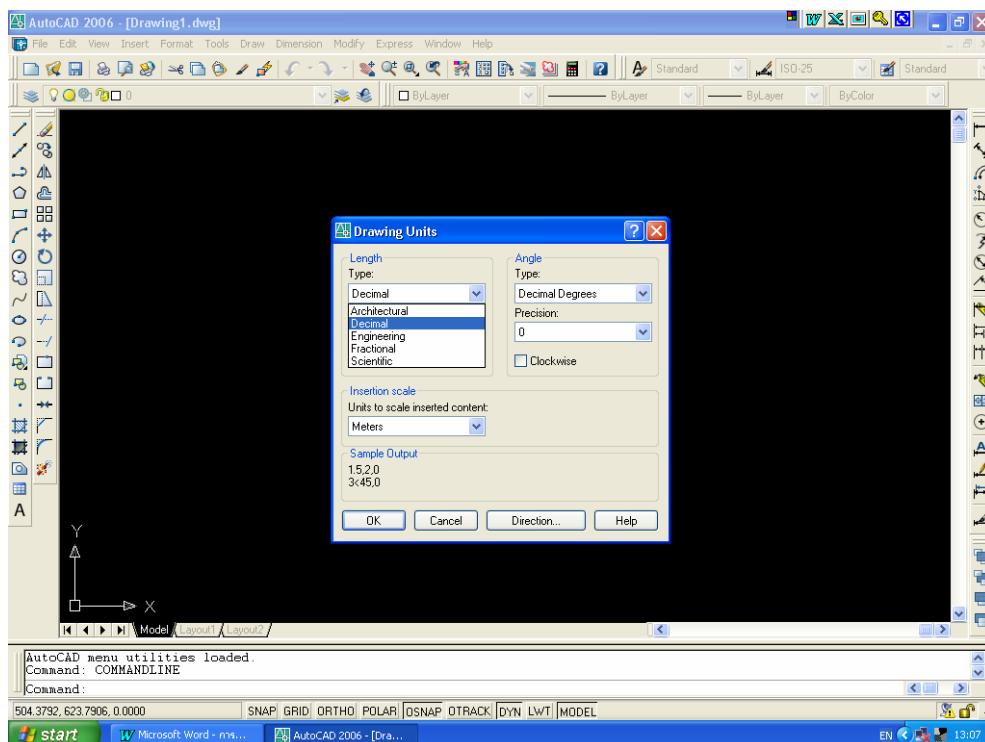 AutoCAD 2006 - [Drawing1.dwg]
File Edit View Insert Format Tools Draw Dimension Modify Express Window Help
Standard ISO-25 Standard
0 ByLayer ByLayer ByLayer ByColor
Drawing Units
Length
Type:
Decimal
Architectural
Decimal
Engineering
Fractional
Scientific
Angle
Type:
Decimal Degrees
Precision:
0
Clockwise
Insertion scale
Units to scale inserted content:
Meters
Sample Output
1.5,2,0
3<45,0
OK Cancel Direction... Help
Y
X
Model Layout1 Layout2
AutoCAD menu utilities loaded.
Command: COMMANDLINE
Command:
504.3792, 623.7906, 0.0000 SNAP GRID ORTHO POLAR OSNAP OTRACK DYN LWT MODEL
start Microsoft Word - การ... AutoCAD 2006 - [Dra... EN 13:07